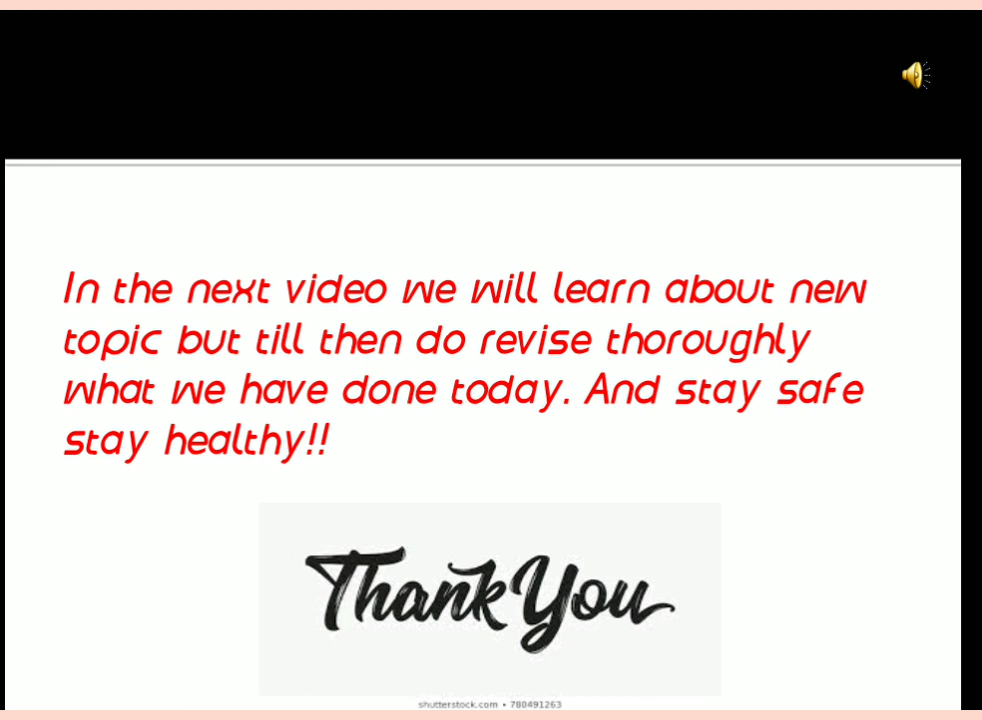 In the next video we will learn about new
topic but till then do revise thoroughly
what we have done today. And stay safe
stay healthy!!
Thank You
shutterstock.com • 780491263